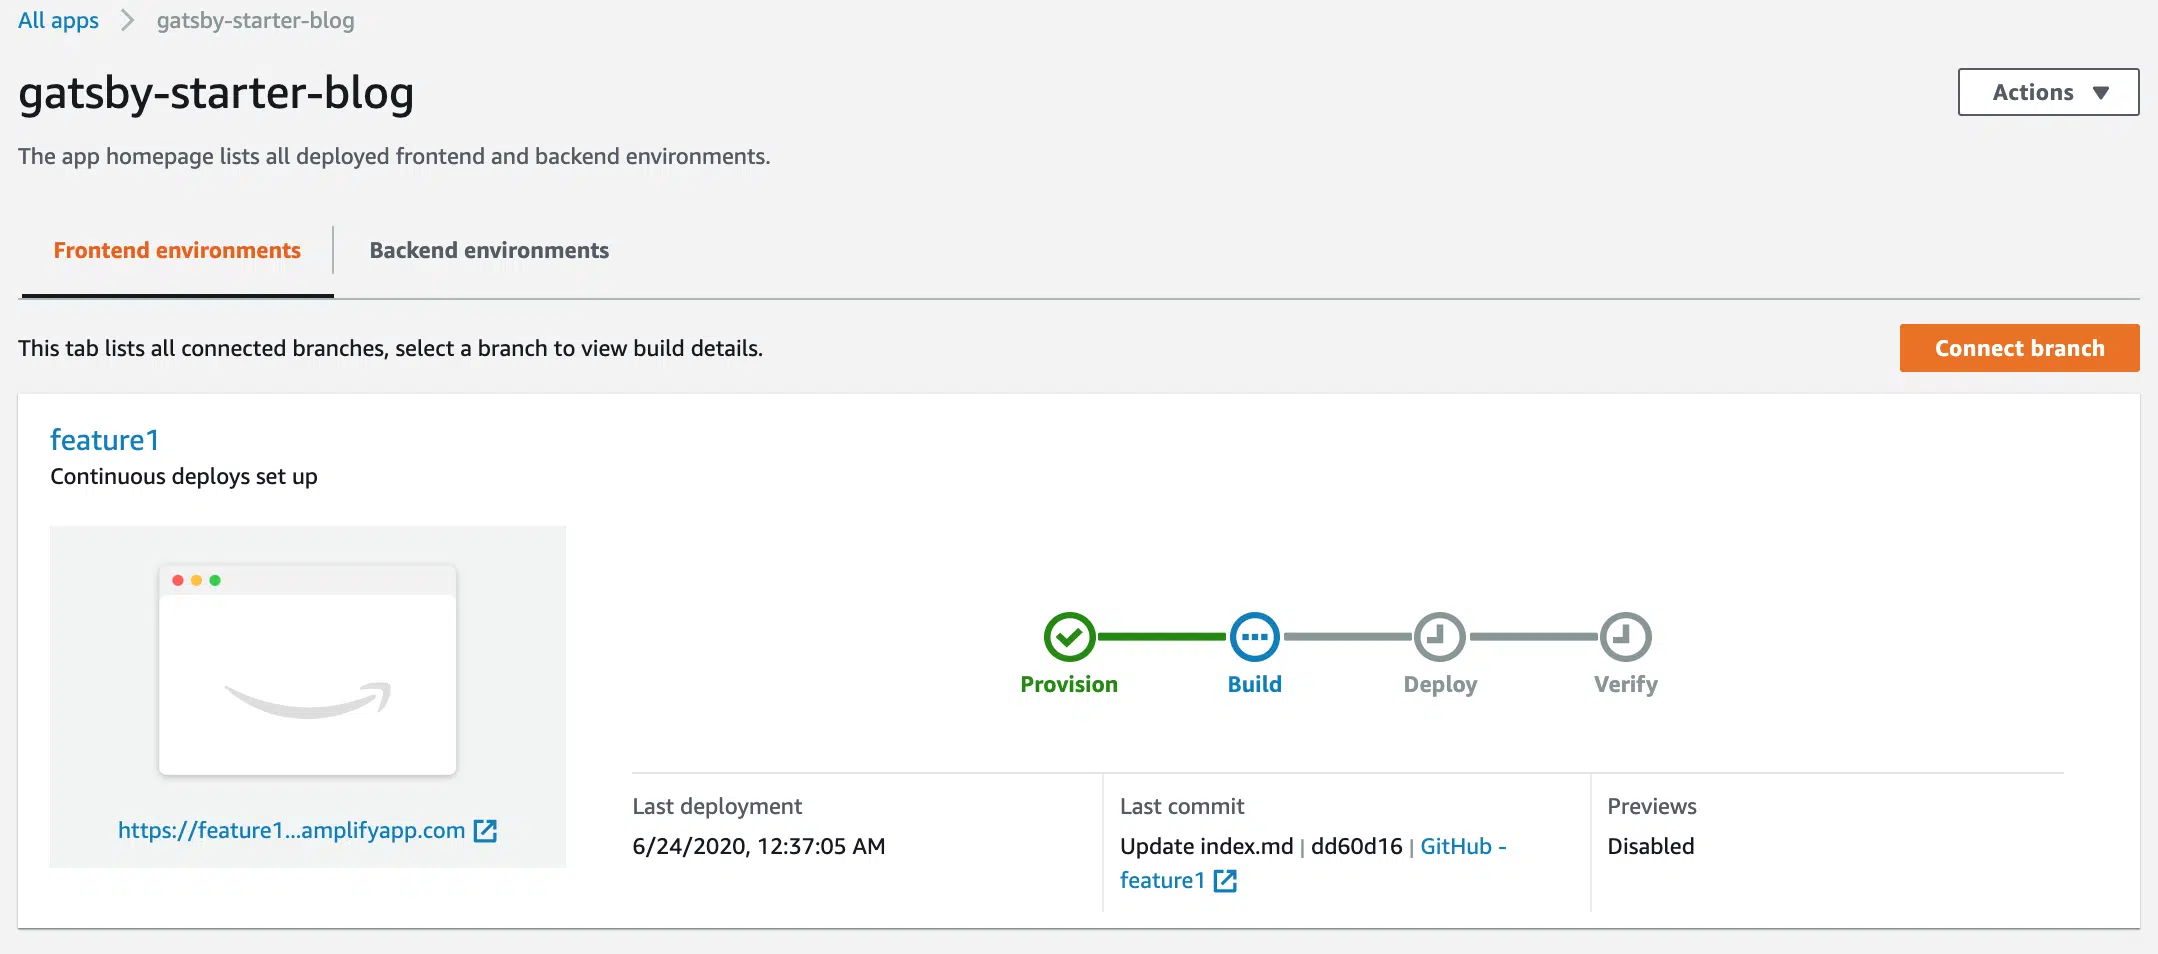 All apps
gatsby-starter-blog
gatsby-starter-blog
Actions
The app homepage lists all deployed frontend and backend environments.
Frontend environments
Backend environments
This tab lists all connected branches, select a branch to view build details.
Connect branch
feature1
Continuous deploys set up
https://feature1...amplifyapp.com
Provision
Build
Deploy
Verify
Last deployment
6/24/2020, 12:37:05 AM
Last commit
Update index.md | dd60d16 | GitHub -
feature1
Previews
Disabled